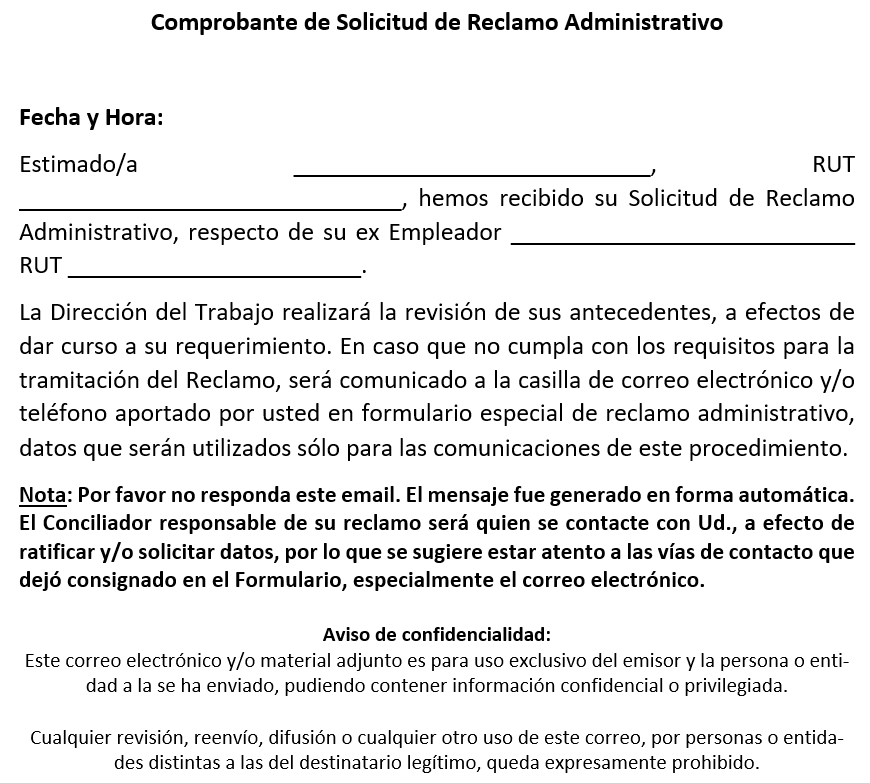 Comprobante de Solicitud de Reclamo Administrativo
Fecha y Hora:
Estimado/a ______________________________, RUT
________________________________, hemos recibido su Solicitud de Reclamo
Administrativo, respecto de su ex Empleador _____________________________
RUT _________________________.
La Dirección del Trabajo realizará la revisión de sus antecedentes, a efectos de
dar curso a su requerimiento. En caso que no cumpla con los requisitos para la
tramitación del Reclamo, será comunicado a la casilla de correo electrónico y/o
teléfono aportado por usted en formulario especial de reclamo administrativo,
datos que serán utilizados sólo para las comunicaciones de este procedimiento.
Nota: Por favor no responda este email. El mensaje fue generado en forma automática.
El Conciliador responsable de su reclamo será quien se contacte con Ud., a efecto de
ratificar y/o solicitar datos, por lo que se sugiere estar atento a las vías de contacto que
dejó consignado en el Formulario, especialmente el correo electrónico.
Aviso de confidencialidad:
Este correo electrónico y/o material adjunto es para uso exclusivo del emisor y la persona o enti-
dad a la se ha enviado, pudiendo contener información confidencial o privilegiada.
Cualquier revisión, reenvío, difusión o cualquier otro uso de este correo, por personas o entida-
des distintas a las del destinatario legítimo, queda expresamente prohibido.